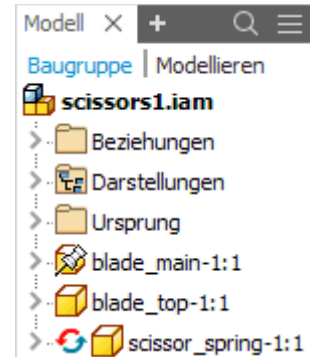 Modell
Baugruppe | Modellieren
scissors1.iam
Beziehungen
Darstellungen
Ursprung
blade_main-1:1
blade_top-1:1
scissor_spring-1:1